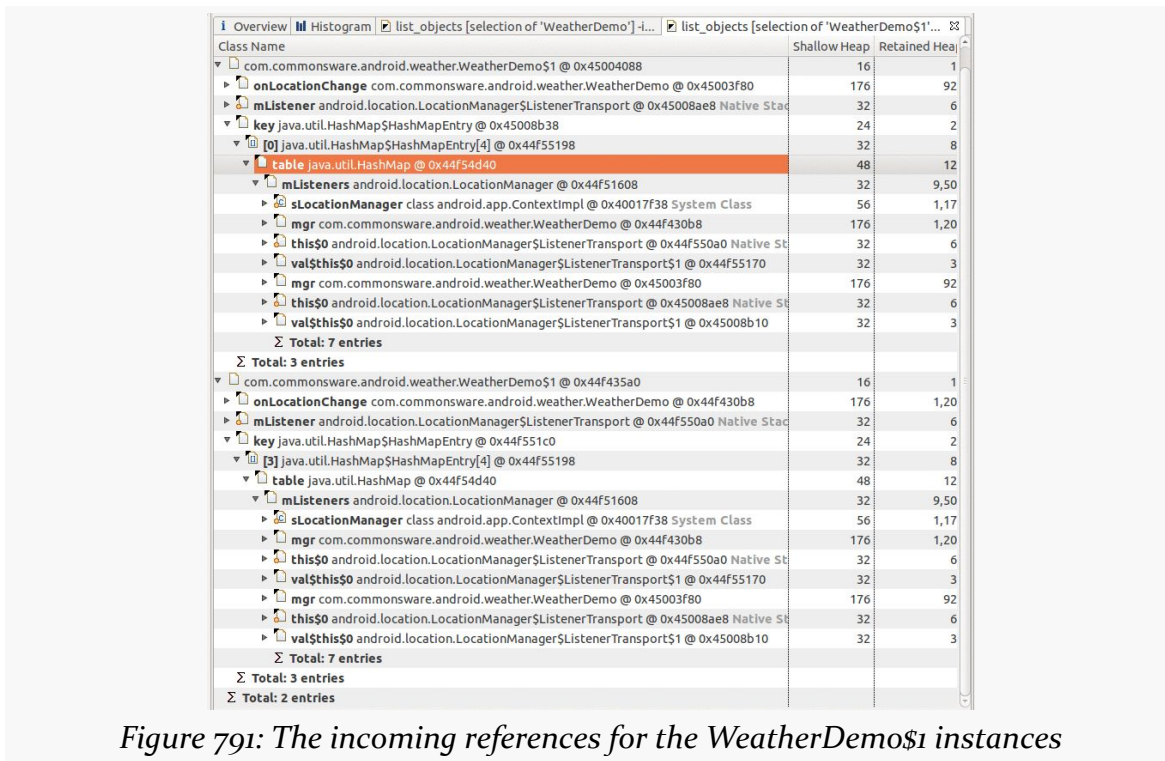 i Overview Histogram list_objects [selection of 'WeatherDemo'] -i... list_objects [selection of 'WeatherDemo$1'...
Class Name Shallow Heap Retained Heap
com.commonsware.android.weather.WeatherDemo$1 @ 0x45004088 16 1
onLocationChange com.commonsware.android.weather.WeatherDemo @ 0x45003f80 176 92
mListener android.location.LocationManager$ListenerTransport @ 0x45008ae8 Native Stac 32 6
key java.util.HashMap$HashMapEntry @ 0x45008b38 24 2
[0] java.util.HashMap$HashMapEntry[4] @ 0x44f55198 32 8
table java.util.HashMap @ 0x44f54d40 48 12
mListeners android.location.LocationManager @ 0x44f51608 32 9,50
sLocationManager class android.app.ContextImpl @ 0x40017f38 System Class 56 1,17
mgr com.commonsware.android.weather.WeatherDemo @ 0x44f430b8 176 1,20
this$0 android.location.LocationManager$ListenerTransport @ 0x44f550a0 Native St 32 6
val$this$0 android.location.LocationManager$ListenerTransport$1 @ 0x44f55170 32 3
mgr com.commonsware.android.weather.WeatherDemo @ 0x45003f80 176 92
this$0 android.location.LocationManager$ListenerTransport @ 0x45008ae8 Native St 32 6
val$this$0 android.location.LocationManager$ListenerTransport$1 @ 0x45008b10 32 3
Σ Total: 7 entries
Σ Total: 3 entries
com.commonsware.android.weather.WeatherDemo$1 @ 0x44f435a0 16 1
onLocationChange com.commonsware.android.weather.WeatherDemo @ 0x44f430b8 176 1,20
mListener android.location.LocationManager$ListenerTransport @ 0x44f550a0 Native Stac 32 6
key java.util.HashMap$HashMapEntry @ 0x44f551c0 24 2
[3] java.util.HashMap$HashMapEntry[4] @ 0x44f55198 32 8
table java.util.HashMap @ 0x44f54d40 48 12
mListeners android.location.LocationManager @ 0x44f51608 32 9,50
sLocationManager class android.app.ContextImpl @ 0x40017f38 System Class 56 1,17
mgr com.commonsware.android.weather.WeatherDemo @ 0x44f430b8 176 1,20
this$0 android.location.LocationManager$ListenerTransport @ 0x44f550a0 Native St 32 6
val$this$0 android.location.LocationManager$ListenerTransport$1 @ 0x44f55170 32 3
mgr com.commonsware.android.weather.WeatherDemo @ 0x45003f80 176 92
this$0 android.location.LocationManager$ListenerTransport @ 0x45008ae8 Native St 32 6
val$this$0 android.location.LocationManager$ListenerTransport$1 @ 0x45008b10 32 3
Σ Total: 7 entries
Σ Total: 3 entries
Σ Total: 2 entries
Figure 791: The incoming references for the WeatherDemo$1 instances